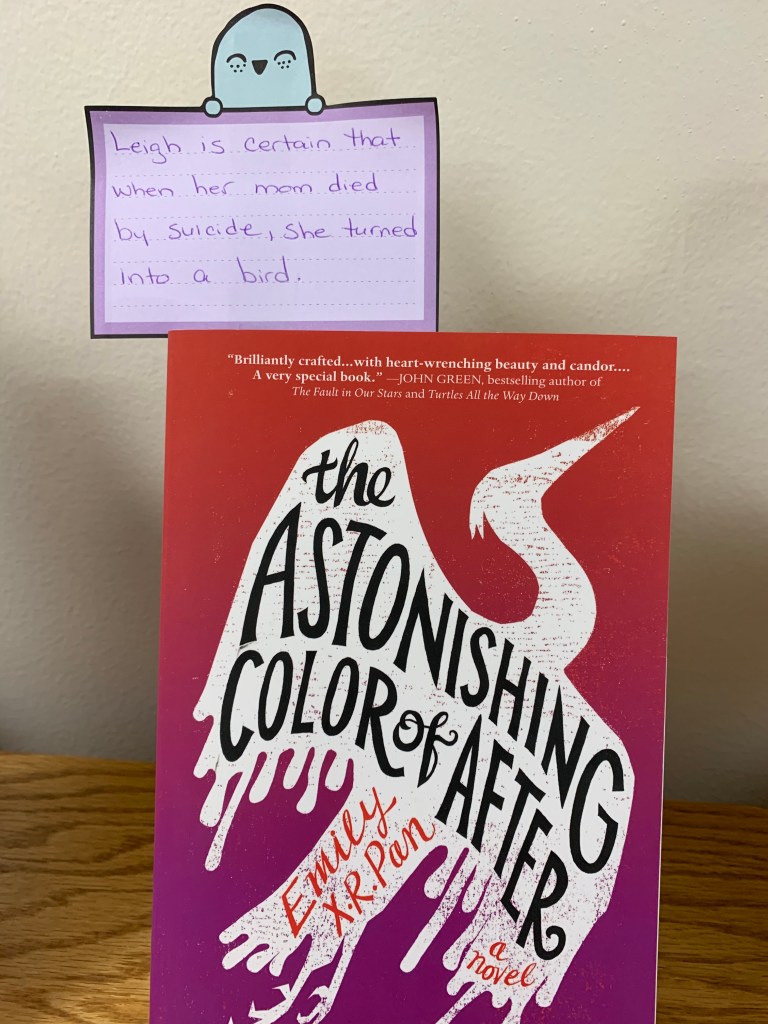 Leigh is certain that
when her mom died
by suicide, she turned
into a bird.
“Brilliantly crafted...with heart-wrenching beauty and candor....
A very special book.” —JOHN GREEN, bestselling author of
The Fault in Our Stars and Turtles All the Way Down
the
ASTONISHING
COLOR of AFTER
Emily
X.R. Pan
a
novel